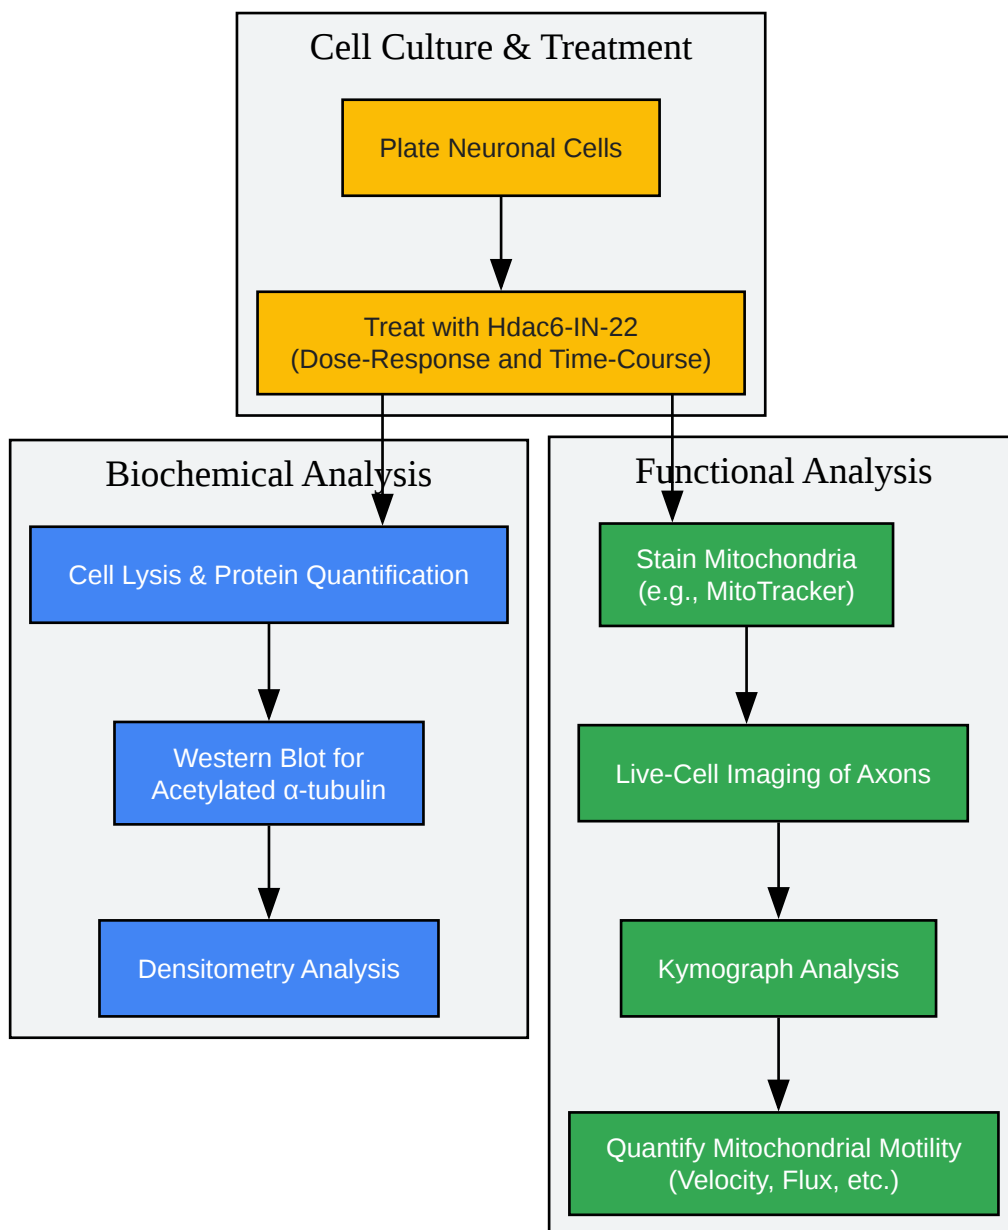 Cell Culture & Treatment
Plate Neuronal Cells
Treat with Hdac6-IN-22
(Dose-Response and Time-Course)
Biochemical Analysis
Cell Lysis & Protein Quantification
Western Blot for
Acetylated α-tubulin
Densitometry Analysis
Functional Analysis
Stain Mitochondria
(e.g., MitoTracker)
Live-Cell Imaging of Axons
Kymograph Analysis
Quantify Mitochondrial Motility
(Velocity, Flux, etc.)